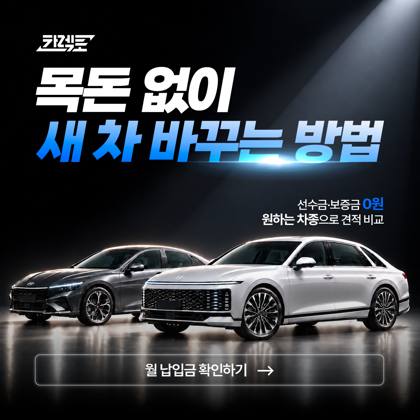 카렉트
목돈 없이
새 차 바꾸는 방법
선수금·보증금 0원
원하는 차종으로 견적 비교
월 납입금 확인하기 →